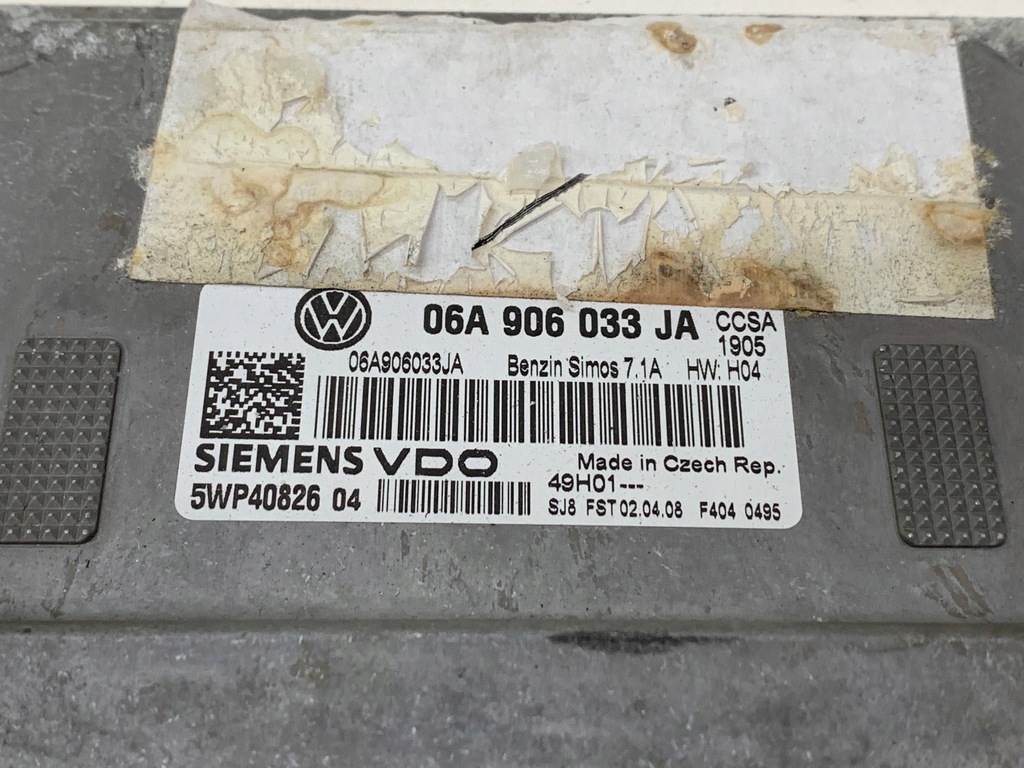 06A 906 033 JA CCSA
1905
06A906033JA Benzin Simos 7.1A HW: H04
SIEMENS VDO Made in Czech Rep.
49H01---
5WP40826 04 SJ8 FST 02.04.08 F404 0495